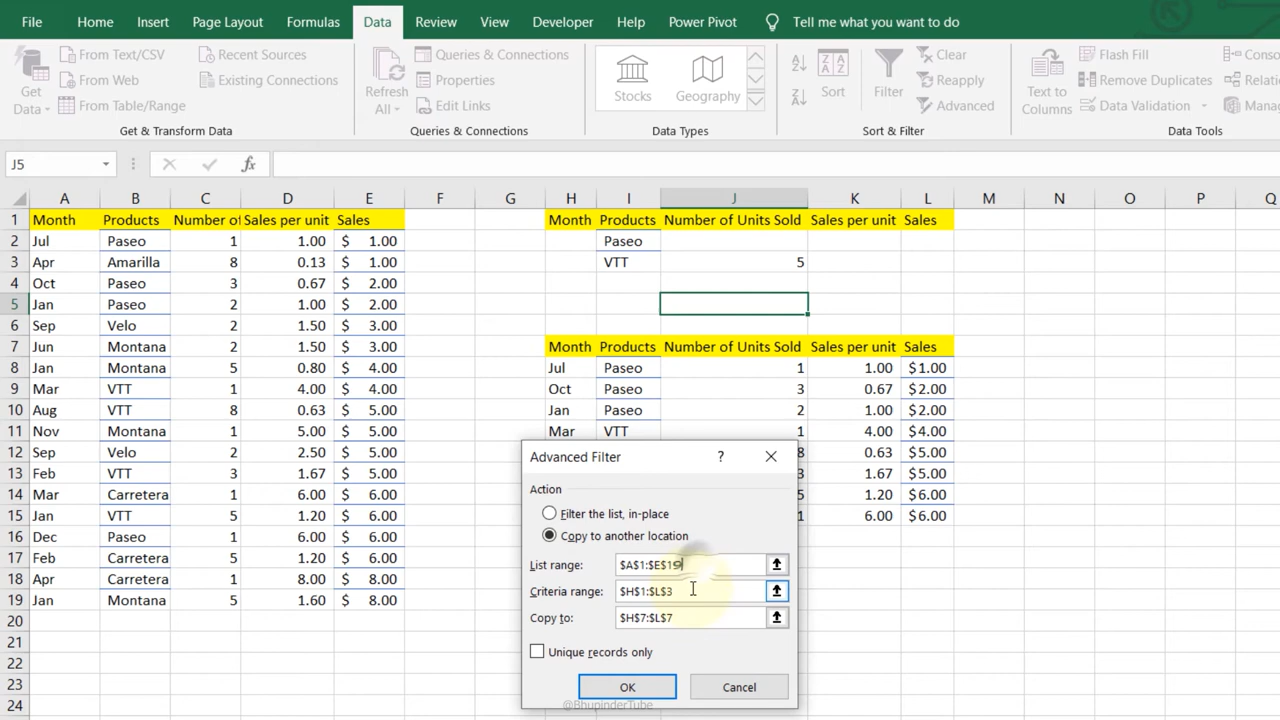 File Home Insert Page Layout Formulas Data Review View Developer Help Power Pivot Tell me what you want to do
Get Data
From Text/CSV
From Web
From Table/Range
Recent Sources
Existing Connections
Get & Transform Data
Refresh All
Queries & Connections
Properties
Edit Links
Queries & Connections
Stocks
Geography
Data Types
Sort
Filter
Clear
Reapply
Advanced
Sort & Filter
Text to Columns
Flash Fill
Remove Duplicates
Data Validation
Data Tools
J5 fx
A B C D E F G H I J K L M N O P Q
1 Month Products Number of Sales per unit Sales Month Products Number of Units Sold Sales per unit Sales
2 Jul Paseo 1 1.00 $ 1.00 Paseo
3 Apr Amarilla 8 0.13 $ 1.00 VTT 5
4 Oct Paseo 3 0.67 $ 2.00
5 Jan Paseo 2 1.00 $ 2.00
6 Sep Velo 2 1.50 $ 3.00
7 Jun Montana 2 1.50 $ 3.00 Month Products Number of Units Sold Sales per unit Sales
8 Jan Montana 5 0.80 $ 4.00 Jul Paseo 1 1.00 $ 1.00
9 Mar VTT 1 4.00 $ 4.00 Oct Paseo 3 0.67 $ 2.00
10 Aug VTT 8 0.63 $ 5.00 Jan Paseo 2 1.00 $ 2.00
11 Nov Montana 1 5.00 $ 5.00 Mar VTT 1 4.00 $ 4.00
12 Sep Velo 2 2.50 $ 5.00 8 0.63 $ 5.00
13 Feb VTT 3 1.67 $ 5.00 3 1.67 $ 5.00
14 Mar Carretera 1 6.00 $ 6.00 5 1.20 $ 6.00
15 Jan VTT 5 1.20 $ 6.00 1 6.00 $ 6.00
16 Dec Paseo 1 6.00 $ 6.00
17 Feb Carretera 5 1.20 $ 6.00
18 Apr Carretera 1 8.00 $ 8.00
19 Jan Montana 5 1.60 $ 8.00
20
21
22
23
24
Advanced Filter ?
Action
Filter the list, in-place
Copy to another location
List range: $A$1:$E$19
Criteria range: $H$1:$L$3
Copy to: $H$7:$L$7
Unique records only
OK Cancel
@BhupinderTube